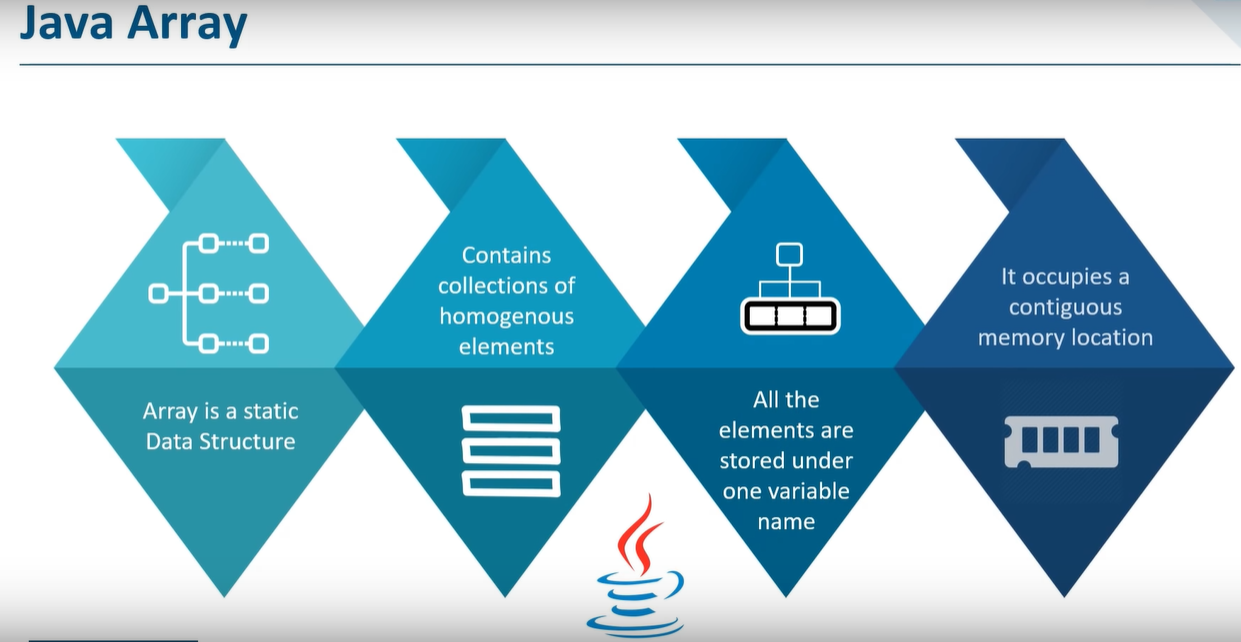 Java Array
Array is a static
Data Structure
Contains
collections of
homogenous
elements
All the
elements are
stored under
one variable
name
It occupies a
contiguous
memory location